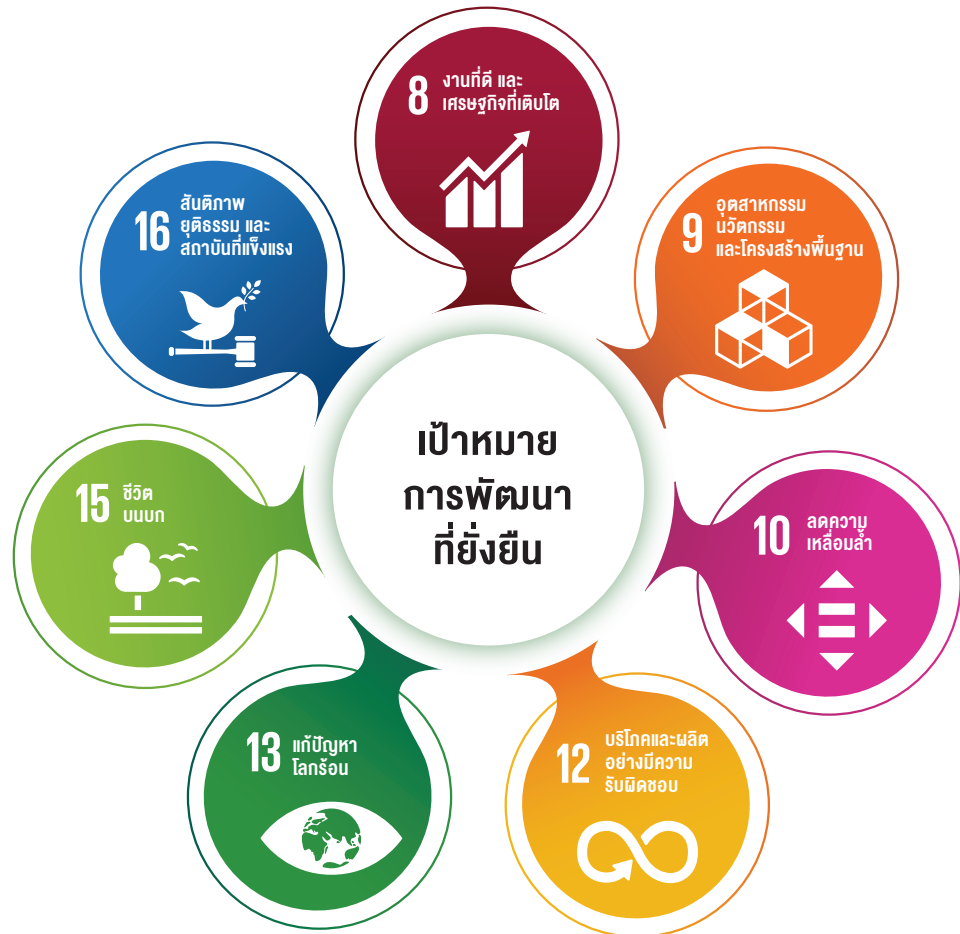 เป้าหมาย
การพัฒนา
ที่ยั่งยืน
8
งานที่ดี และ
เศรษฐกิจที่เติบโต
9
อุตสาหกรรม
นวัตกรรม
และโครงสร้างพื้นฐาน
10
ลดความ
เหลื่อมล้ำ
12
บริโภคและผลิต
อย่างมีความ
รับผิดชอบ
13
แก้ปัญหา
โลกร้อน
15
ชีวิต
บนบก
16
สันติภาพ
ยุติธรรม และ
สถาบันที่แข็งแรง